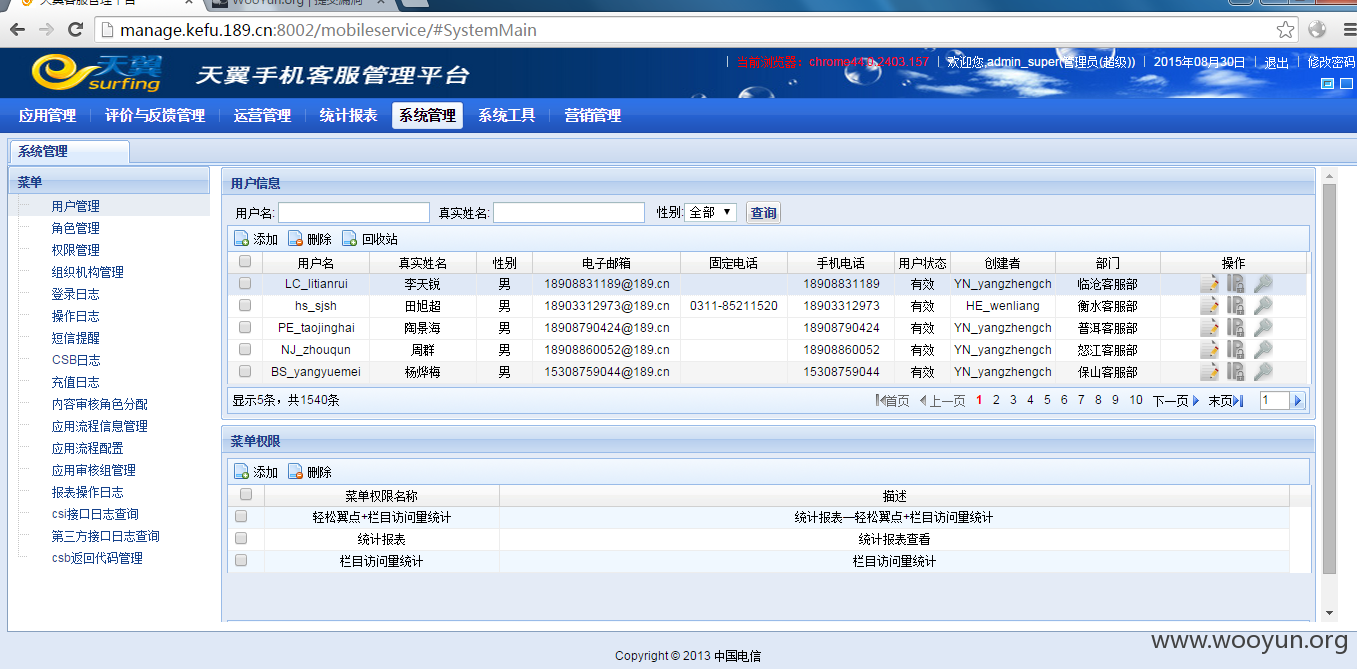 天翼客服管理平台 × WooYun.org | 提交漏洞 ×
manage.kefu.189.cn:8002/mobileservice/#SystemMain
天翼 surfing 天翼手机客服管理平台
当前浏览器：chrome44.0.2403.157 | 欢迎您,admin_super(管理员(超级)) | 2015年08月30日 | 退出 | 修改密码
应用管理 评价与反馈管理 运营管理 统计报表 系统管理 系统工具 营销管理
系统管理
菜单
用户管理
角色管理
权限管理
组织机构管理
登录日志
操作日志
短信提醒
CSB日志
充值日志
内容审核角色分配
应用流程信息管理
应用流程配置
应用审核组管理
报表操作日志
csi接口日志查询
第三方接口日志查询
csb返回代码管理
用户信息
用户名: 真实姓名: 性别: 全部 查询
添加 删除 回收站
用户名 真实姓名 性别 电子邮箱 固定电话 手机电话 用户状态 创建者 部门 操作
LC_litianrui 李天锐 男 18908831189@189.cn 18908831189 有效 YN_yangzhengch 临沧客服部
hs_sjsh 田旭超 男 18903312973@189.cn 0311-85211520 18903312973 有效 HE_wenliang 衡水客服部
PE_taojinghai 陶景海 男 18908790424@189.cn 18908790424 有效 YN_yangzhengch 普洱客服部
NJ_zhouqun 周群 男 18908860052@189.cn 18908860052 有效 YN_yangzhengch 怒江客服部
BS_yangyuemei 杨烨梅 男 15308759044@189.cn 15308759044 有效 YN_yangzhengch 保山客服部
显示5条，共1540条 首页 上一页 1 2 3 4 5 6 7 8 9 10 下一页 末页 1
菜单权限
添加 删除
菜单权限名称 描述
轻松翼点+栏目访问量统计 统计报表—轻松翼点+栏目访问量统计
统计报表 统计报表查看
栏目访问量统计 栏目访问量统计
www.wooyun.org
Copyright © 2013 中国电信